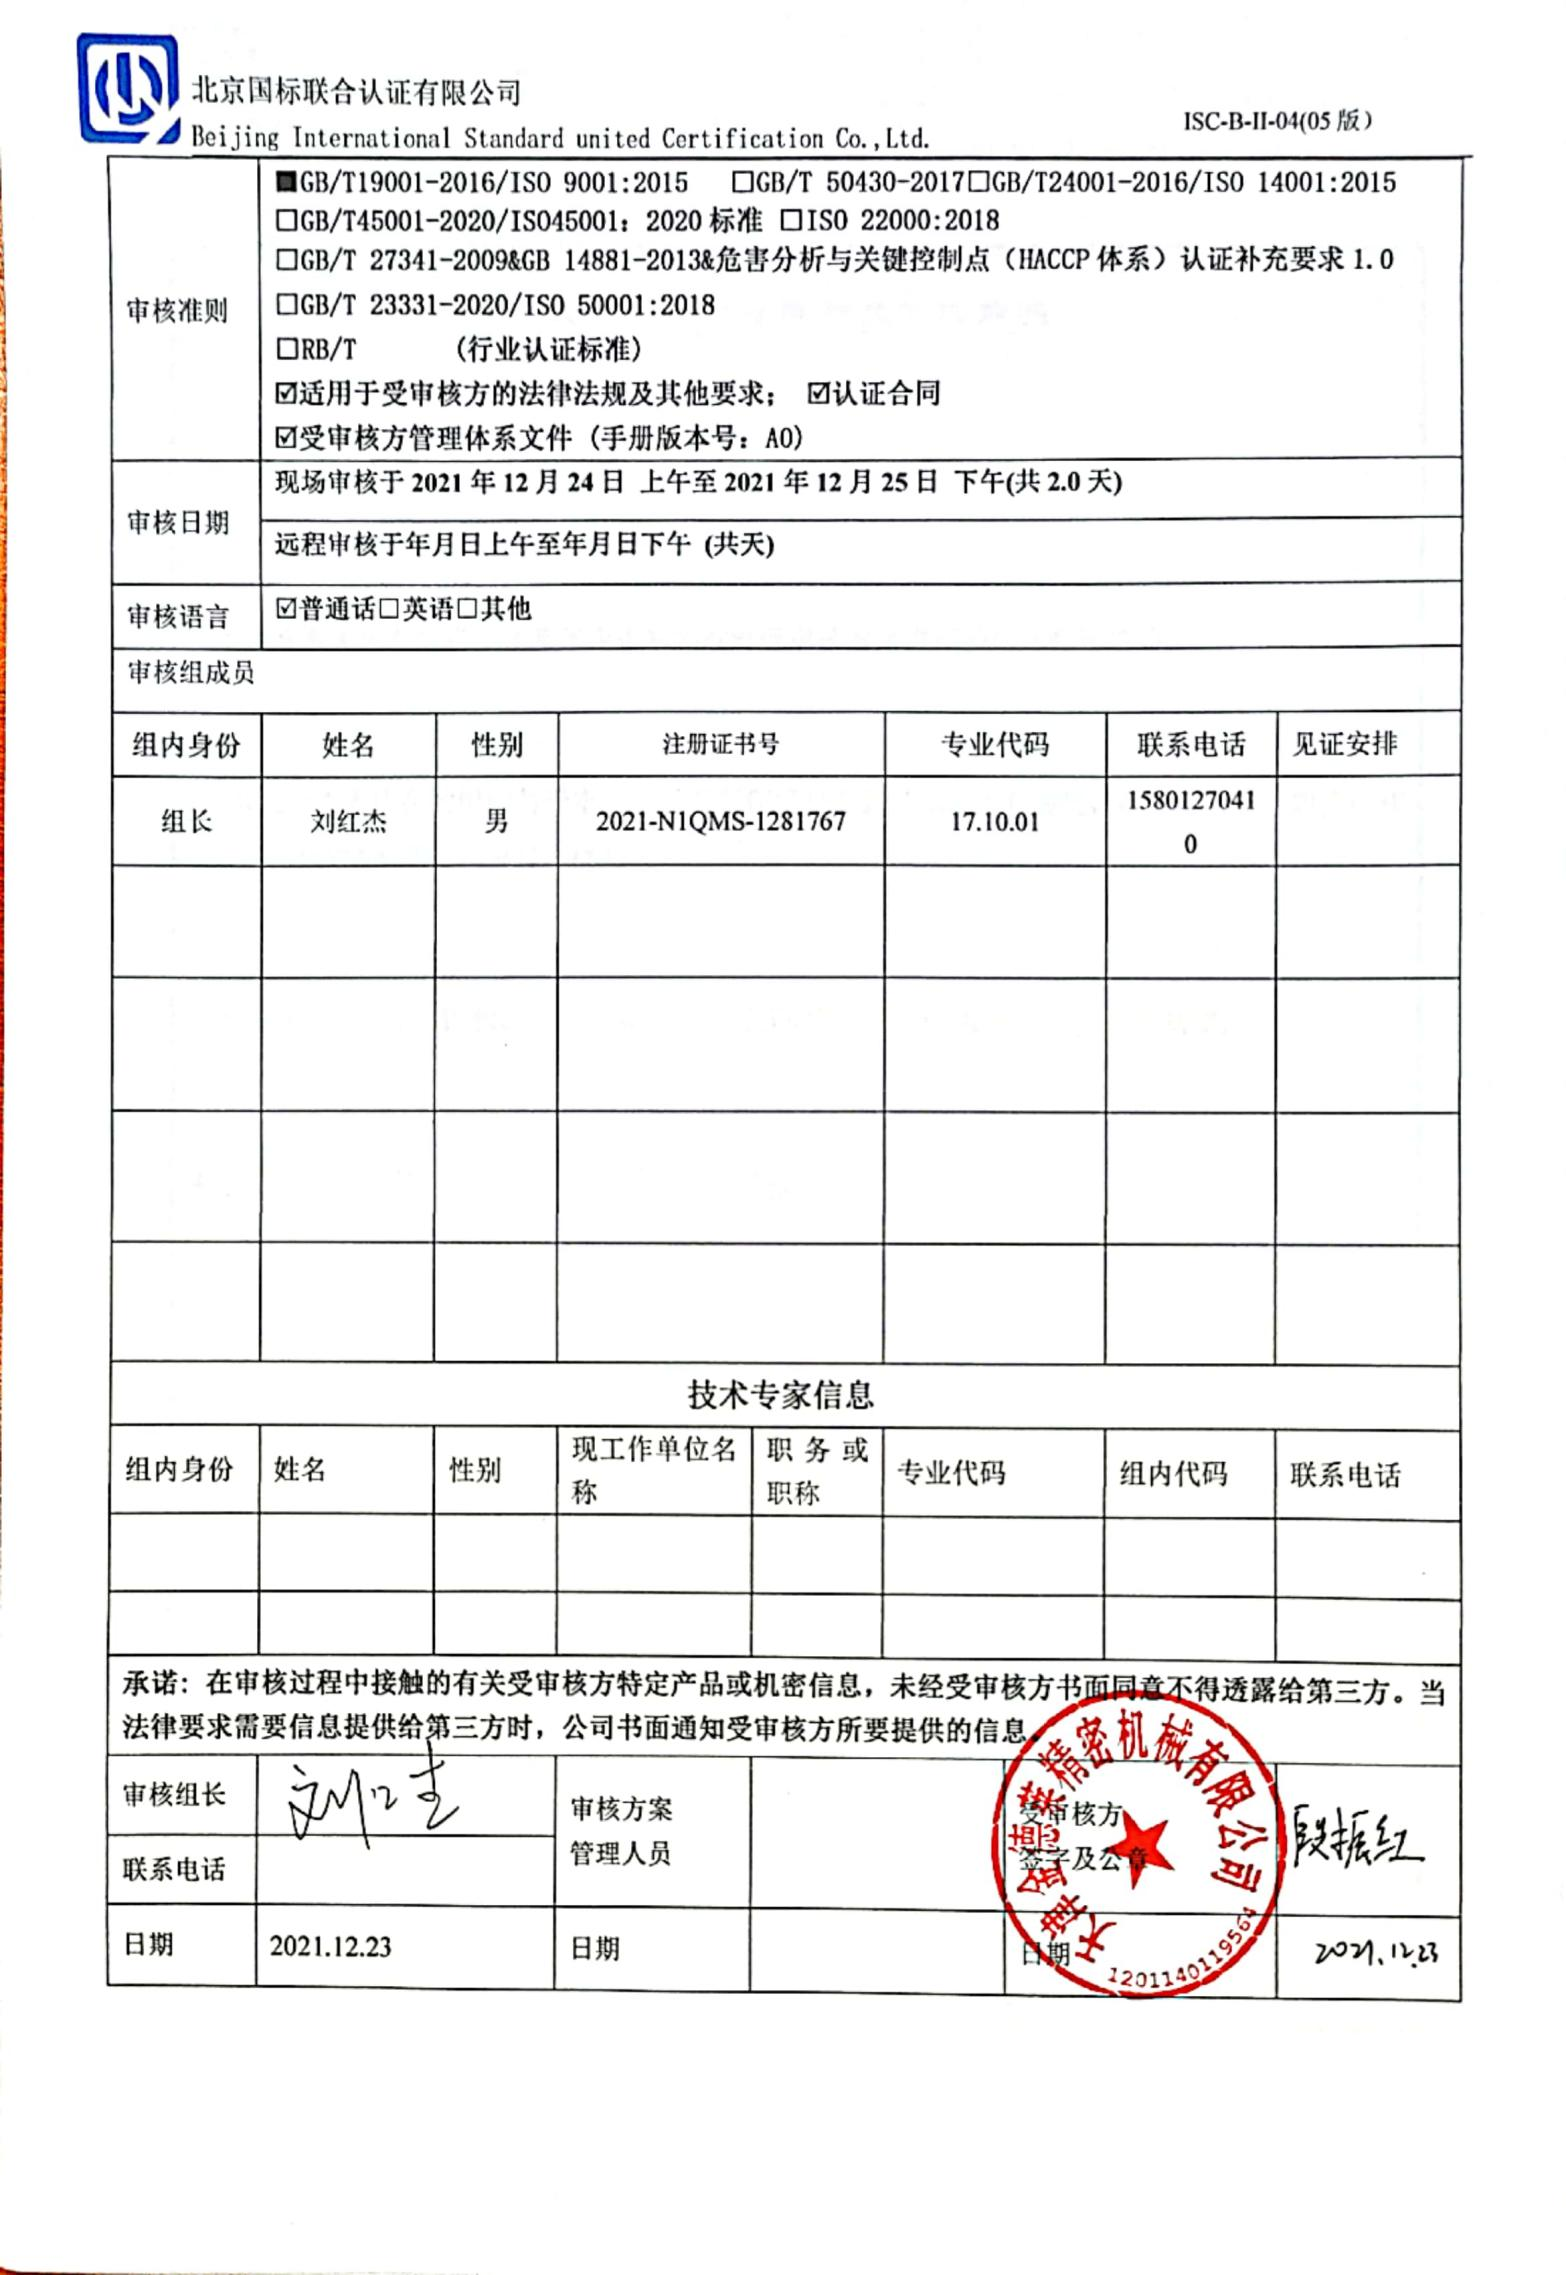 北京国标联合认证有限公司
Beijing International Standard united Certification Co.,Ltd.
ISC-B-II-04(05版)
审核准则
■GB/T19001-2016/ISO 9001:2015 □GB/T 50430-2017□GB/T24001-2016/ISO 14001:2015
□GB/T45001-2020/ISO45001：2020标准 □ISO 22000:2018
□GB/T 27341-2009&GB 14881-2013&危害分析与关键控制点（HACCP体系）认证补充要求 1.0
□GB/T 23331-2020/ISO 50001:2018
□RB/T （行业认证标准）
☑适用于受审核方的法律法规及其他要求； ☑认证合同
☑受审核方管理体系文件（手册版本号：A0）
审核日期
现场审核于 2021 年 12 月 24 日 上午至 2021 年 12 月 25 日 下午(共 2.0 天)
远程审核于年月日上午至年月日下午 (共天)
审核语言
☑普通话□英语□其他
审核组成员
组内身份 姓名 性别 注册证书号 专业代码 联系电话 见证安排
组长 刘红杰 男 2021-N1QMS-1281767 17.10.01 1580127041
0
技术专家信息
组内身份 姓名 性别 现工作单位名 职务或 专业代码 组内代码 联系电话
称 职称
承诺：在审核过程中接触的有关受审核方特定产品或机密信息，未经受审核方书面同意不得透露给第三方。当
法律要求需要信息提供给第三方时，公司书面通知受审核方所要提供的信息。
审核组长
联系电话
审核方案
管理人员
受审核方
签字及公章
段振红
日期 2021.12.23 日期 日期 2021.12.23
精密机械有限公司
1201140119564